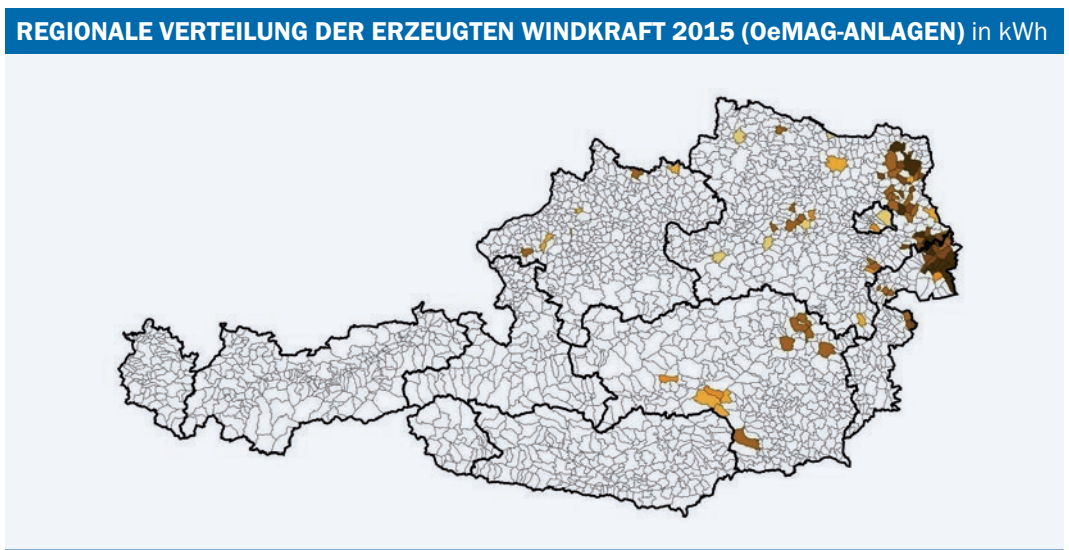 REGIONALE VERTEILUNG DER ERZEUGTEN WINDKRAFT 2015 (OeMAG-ANLAGEN) in kWh